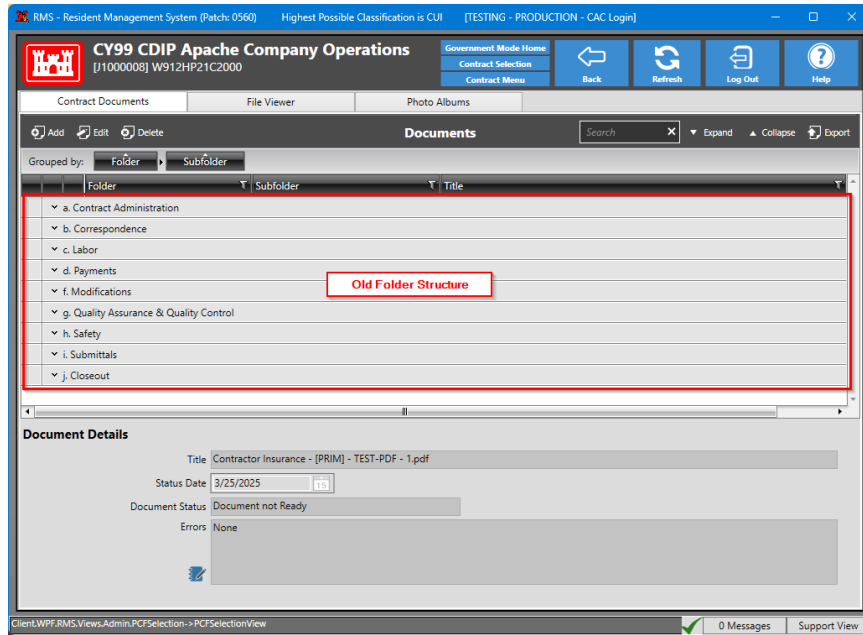 RMS - Resident Management System (Patch: 0560) Highest Possible Classification is CUI [TESTING - PRODUCTION - CAC Login]
CY99 CDIP Apache Company Operations
[J1000008] W912HP21C2000
Government Mode Home
Contract Selection
Contract Menu
Back
Refresh
Log Out
Help
Contract Documents
File Viewer
Photo Albums
Add Edit Delete
Documents
Search
Expand Collapse Export
Grouped by: Folder Subfolder
Folder Subfolder Title
a. Contract Administration
b. Correspondence
c. Labor
d. Payments
f. Modifications
g. Quality Assurance & Quality Control
h. Safety
i. Submittals
j. Closeout
Old Folder Structure
Document Details
Title Contractor Insurance - [PRIM] - TEST-PDF - 1.pdf
Status Date 3/25/2025 15
Document Status Document not Ready
Errors None
Client.WPF.RMS.Views.Admin.PCFSelection->PCFSelectionView
0 Messages
Support View